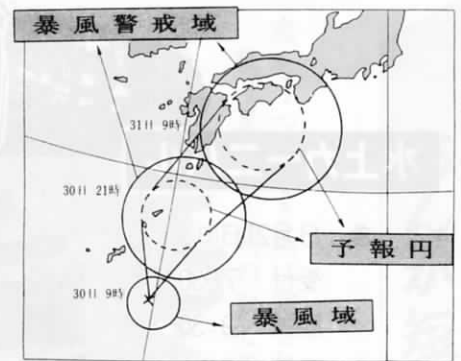 暴風警戒域
31日 9時
30日 21時
予報円
30日 9時
暴風域